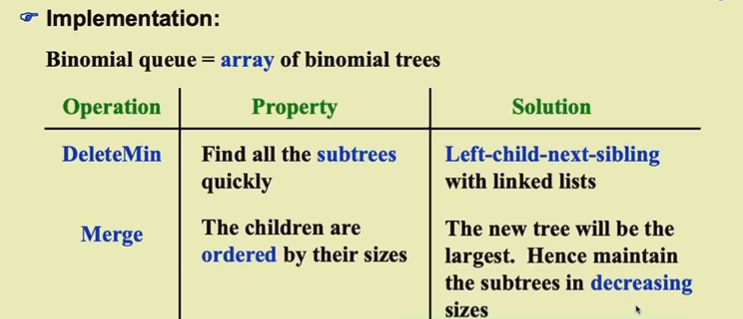 ☞ Implementation:
Binomial queue = array of binomial trees
Operation Property Solution
DeleteMin Find all the subtrees quickly Left-child-next-sibling with linked lists
Merge The children are ordered by their sizes The new tree will be the largest. Hence maintain the subtrees in decreasing sizes